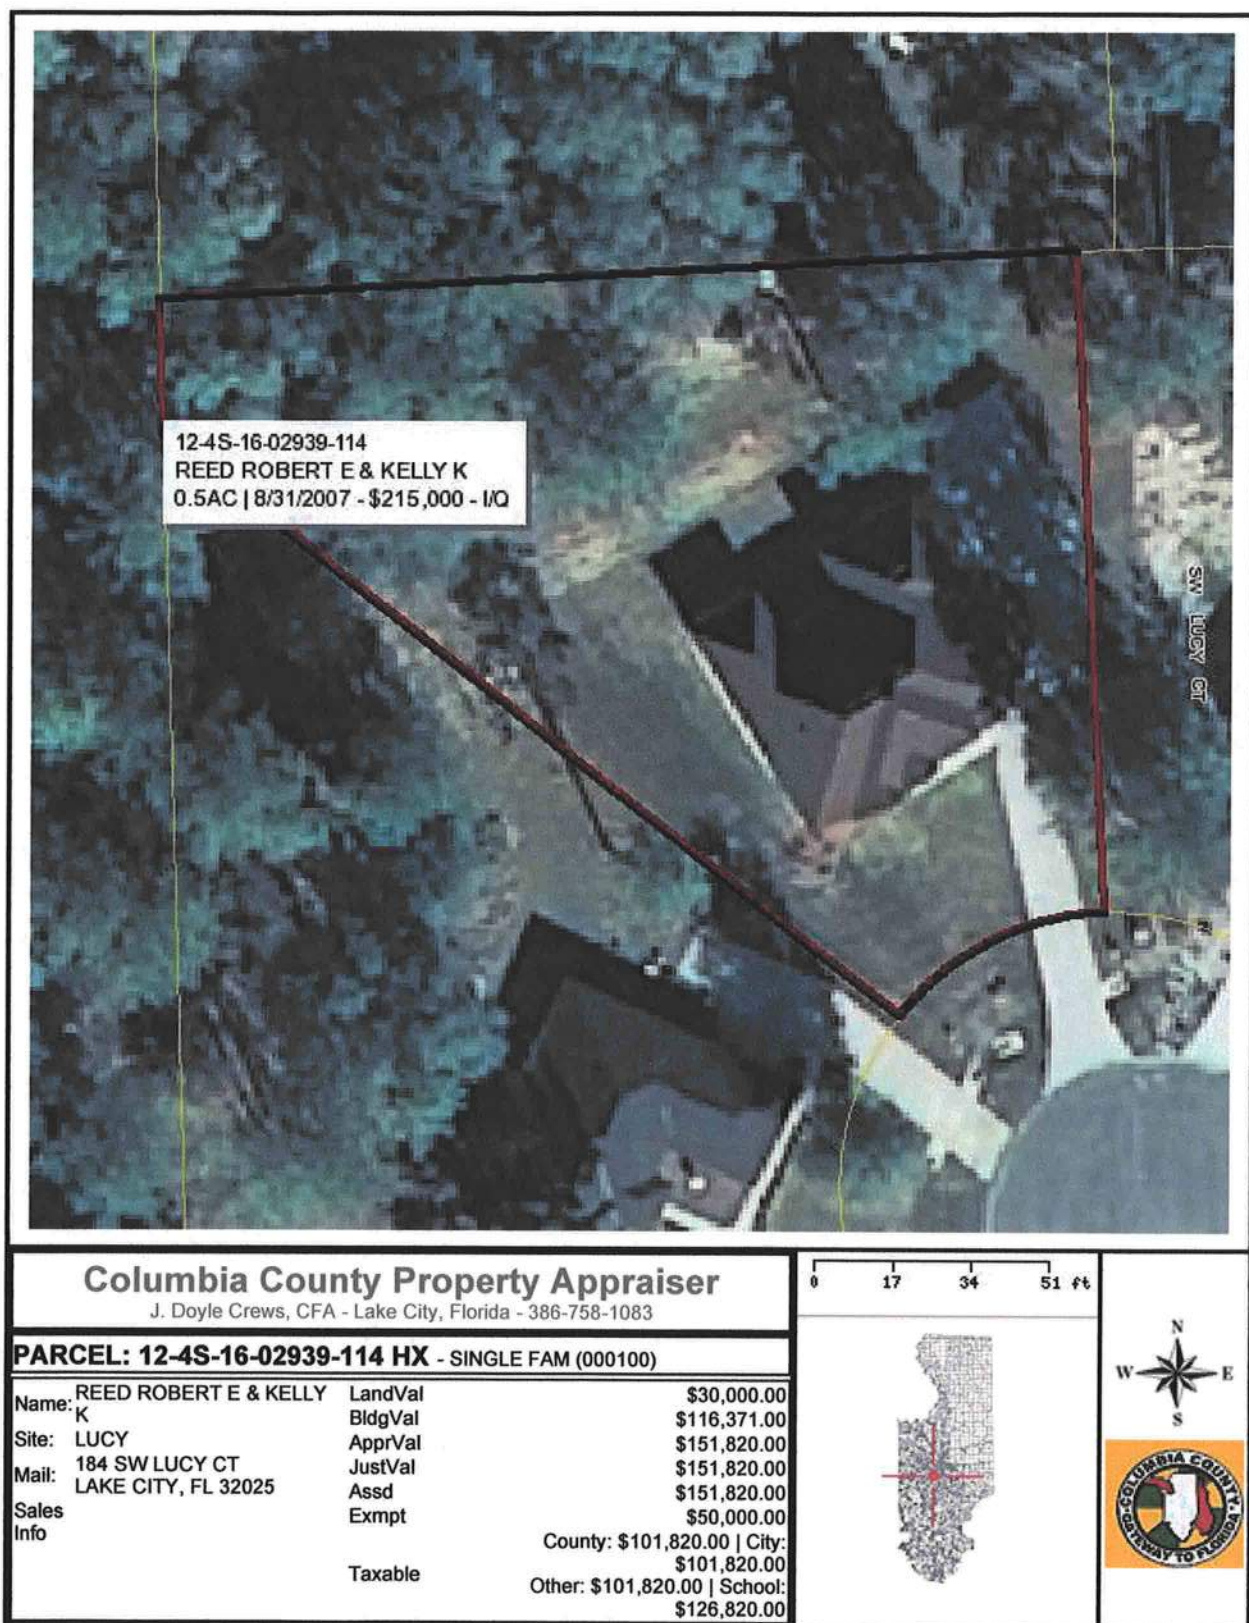 12-4S-16-02939-114
REED ROBERT E & KELLY K
0.5AC | 8/31/2007 - $215,000 - I/Q
SW LUCY CT
Columbia County Property Appraiser
J. Doyle Crews, CFA - Lake City, Florida - 386-758-1083
PARCEL: 12-4S-16-02939-114 HX - SINGLE FAM (000100)
Name: REED ROBERT E & KELLY
K
Site: LUCY
Mail: 184 SW LUCY CT
LAKE CITY, FL 32025
Sales
Info
LandVal $30,000.00
BldgVal $116,371.00
ApprVal $151,820.00
JustVal $151,820.00
Assd $151,820.00
Exmpt $50,000.00
Taxable County: $101,820.00 | City:
$101,820.00
Other: $101,820.00 | School:
$126,820.00
0 17 34 51 ft
N
W E
S
COLUMBIA COUNTY
GATEWAY TO FLORIDA